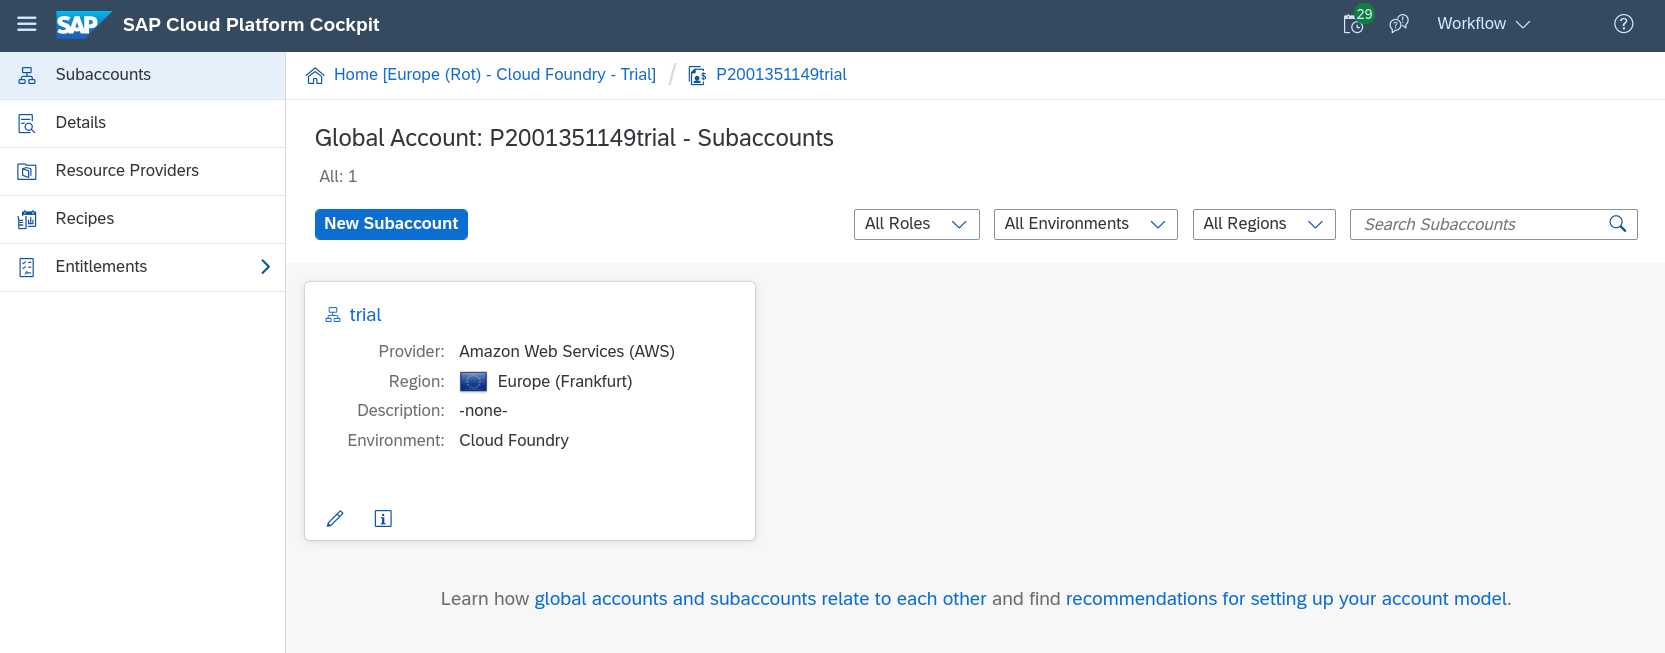 SAP SAP Cloud Platform Cockpit 29 Workflow
Subaccounts
Details
Resource Providers
Recipes
Entitlements
Home [Europe (Rot) - Cloud Foundry - Trial] / P2001351149trial
Global Account: P2001351149trial - Subaccounts
All: 1
New Subaccount All Roles All Environments All Regions Search Subaccounts
trial
Provider: Amazon Web Services (AWS)
Region: Europe (Frankfurt)
Description: -none-
Environment: Cloud Foundry
Learn how global accounts and subaccounts relate to each other and find recommendations for setting up your account model.